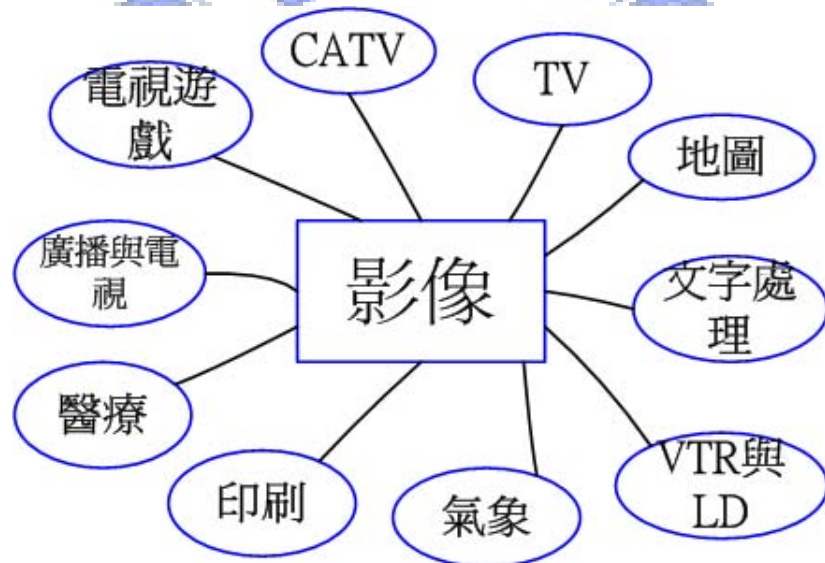 CATV
TV
電視遊
戲
地圖
廣播與電
視
影像
文字處
理
醫療
VTR與
LD
印刷
氣象